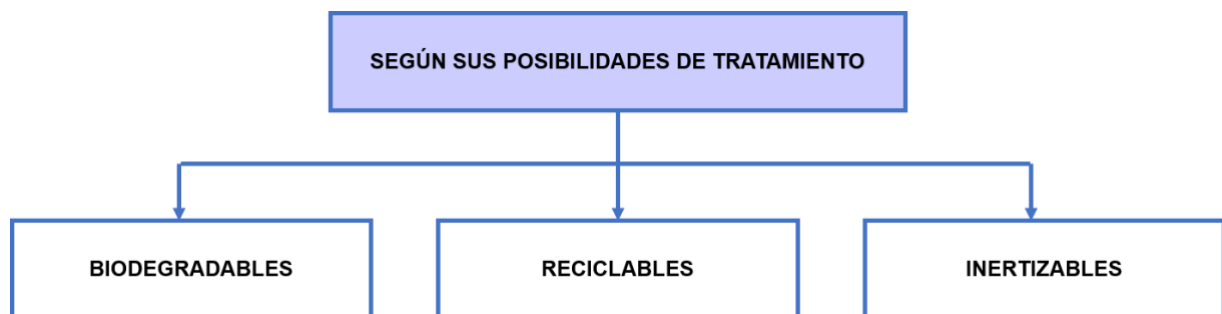 SEGÚN SUS POSIBILIDADES DE TRATAMIENTO
BIODEGRADABLES
RECICLABLES
INERTIZABLES